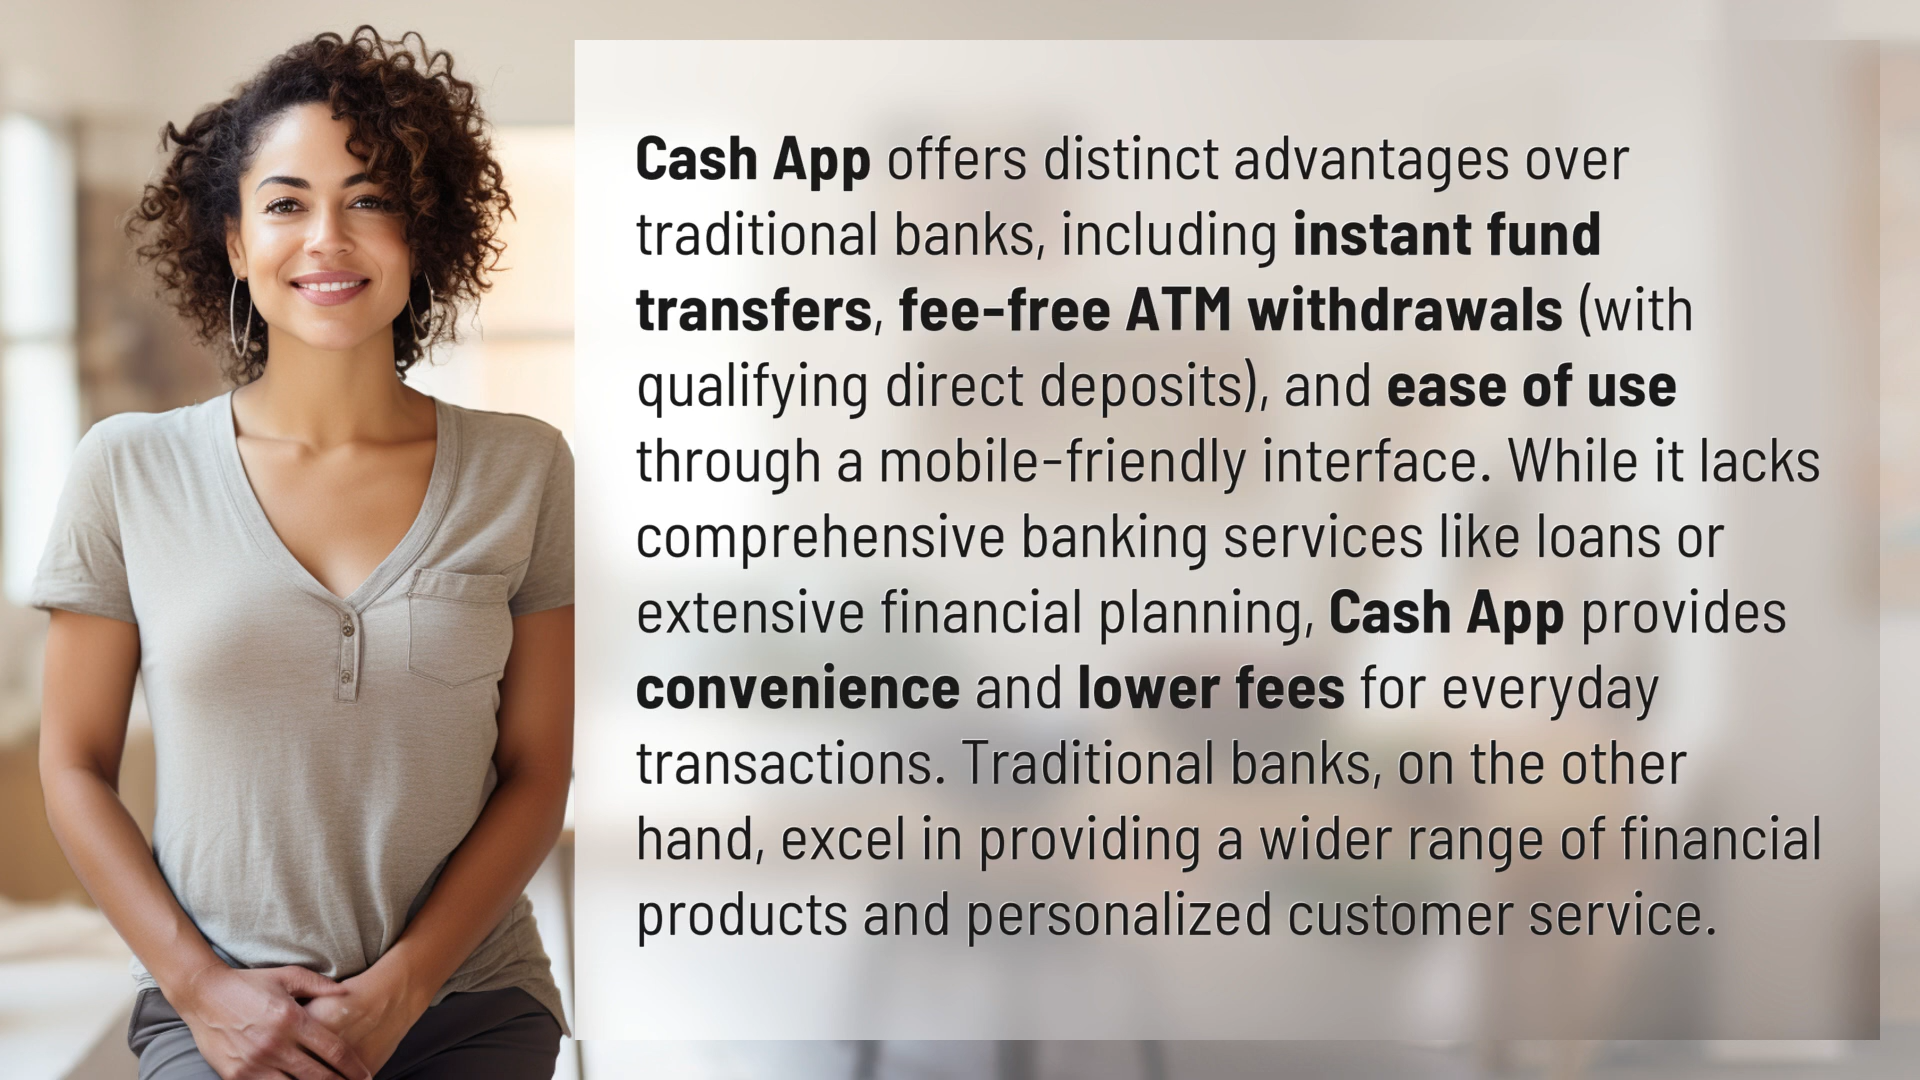 Cash App offers distinct advantages over
traditional banks, including instant fund
transfers, fee-free ATM withdrawals (with
qualifying direct deposits), and ease of use
through a mobile-friendly interface. While it lacks
comprehensive banking services like loans or
extensive financial planning, Cash App provides
convenience and lower fees for everyday
transactions. Traditional banks, on the other
hand, excel in providing a wider range of financial
products and personalized customer service.